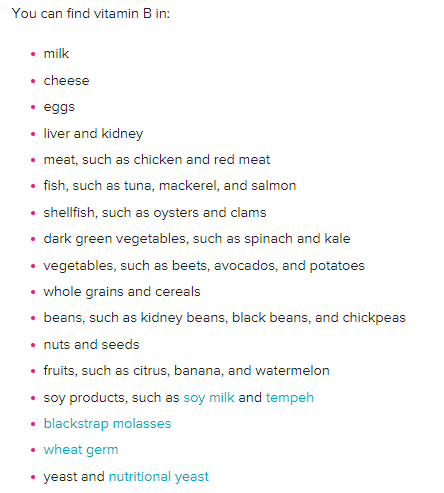 You can find vitamin B in:
• milk
• cheese
• eggs
• liver and kidney
• meat, such as chicken and red meat
• fish, such as tuna, mackerel, and salmon
• shellfish, such as oysters and clams
• dark green vegetables, such as spinach and kale
• vegetables, such as beets, avocados, and potatoes
• whole grains and cereals
• beans, such as kidney beans, black beans, and chickpeas
• nuts and seeds
• fruits, such as citrus, banana, and watermelon
• soy products, such as soy milk and tempeh
• blackstrap molasses
• wheat germ
• yeast and nutritional yeast